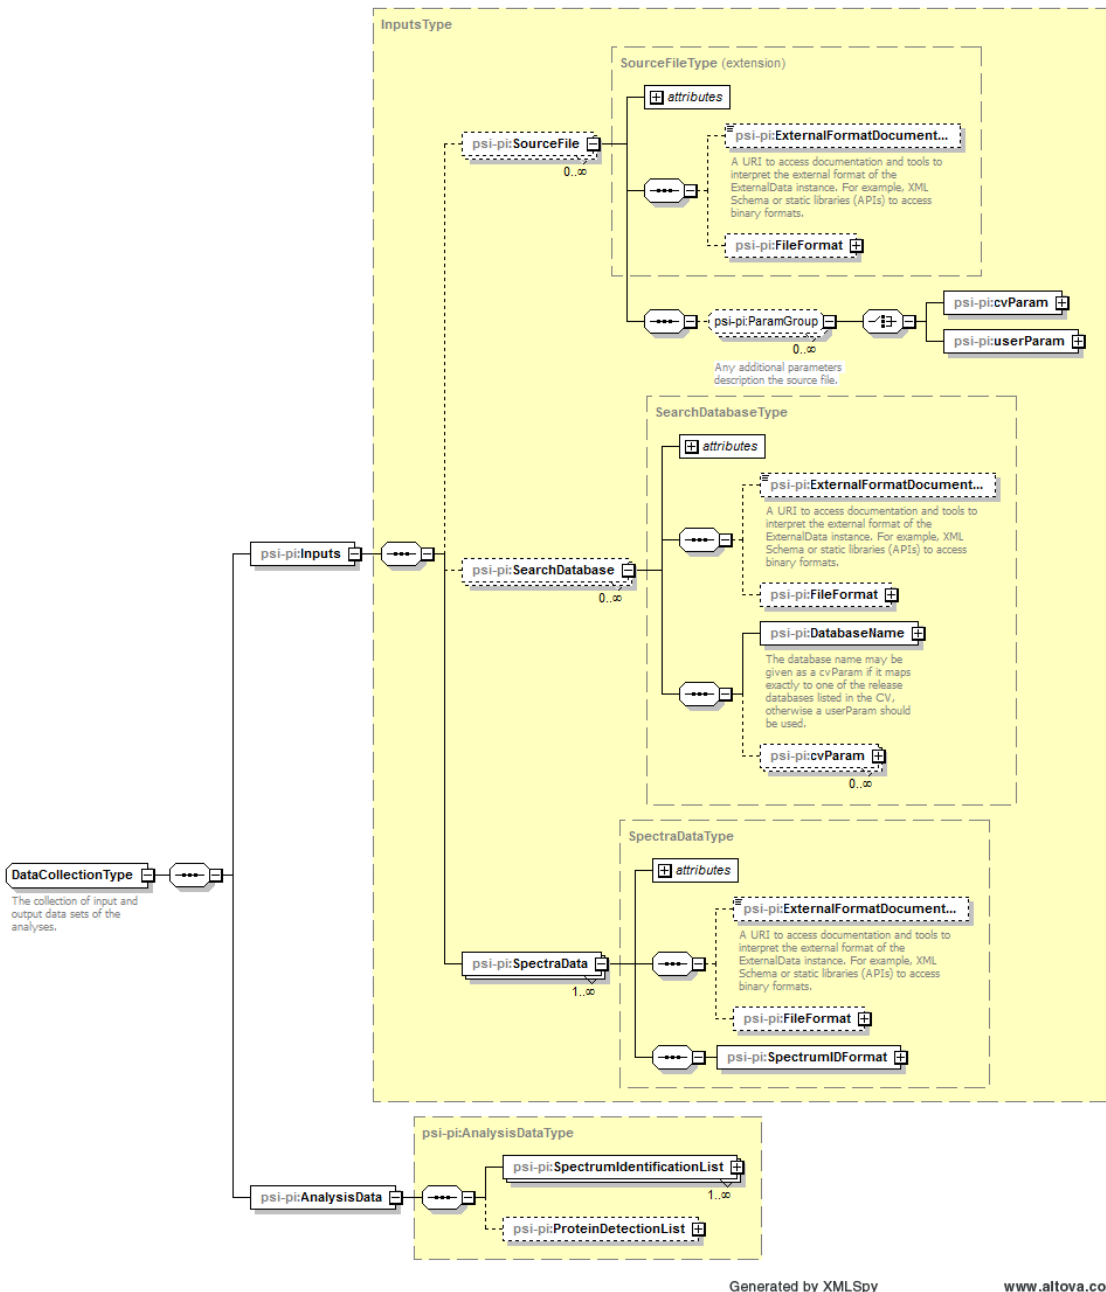 InputsType
SourceFileType (extension)
attributes
psi-pi:ExternalFormatDocument...
A URI to access documentation and tools to
interpret the external format of the
ExternalData instance. For example, XML
Schema or static libraries (APIs) to access
binary formats.
psi-pi:SourceFile
0..∞
psi-pi:FileFormat
psi-pi:ParamGroup
0..∞
Any additional parameters
description the source file.
psi-pi:cvParam
psi-pi:userParam
SearchDatabaseType
attributes
psi-pi:ExternalFormatDocument...
A URI to access documentation and tools to
interpret the external format of the
ExternalData instance. For example, XML
Schema or static libraries (APIs) to access
binary formats.
psi-pi:Inputs
psi-pi:SearchDatabase
0..∞
psi-pi:FileFormat
psi-pi:DatabaseName
The database name may be
given as a cvParam if it maps
exactly to one of the release
databases listed in the CV,
otherwise a userParam should
be used.
psi-pi:cvParam
0..∞
SpectraDataType
attributes
DataCollectionType
The collection of input and
output data sets of the
analyses.
psi-pi:ExternalFormatDocument...
A URI to access documentation and tools to
interpret the external format of the
ExternalData instance. For example, XML
Schema or static libraries (APIs) to access
binary formats.
psi-pi:SpectraData
1..∞
psi-pi:FileFormat
psi-pi:SpectrumIDFormat
psi-pi:AnalysisDataType
psi-pi:SpectrumIdentificationList
1..∞
psi-pi:AnalysisData
psi-pi:ProteinDetectionList
Generated by XMLSpy
www.altova.co